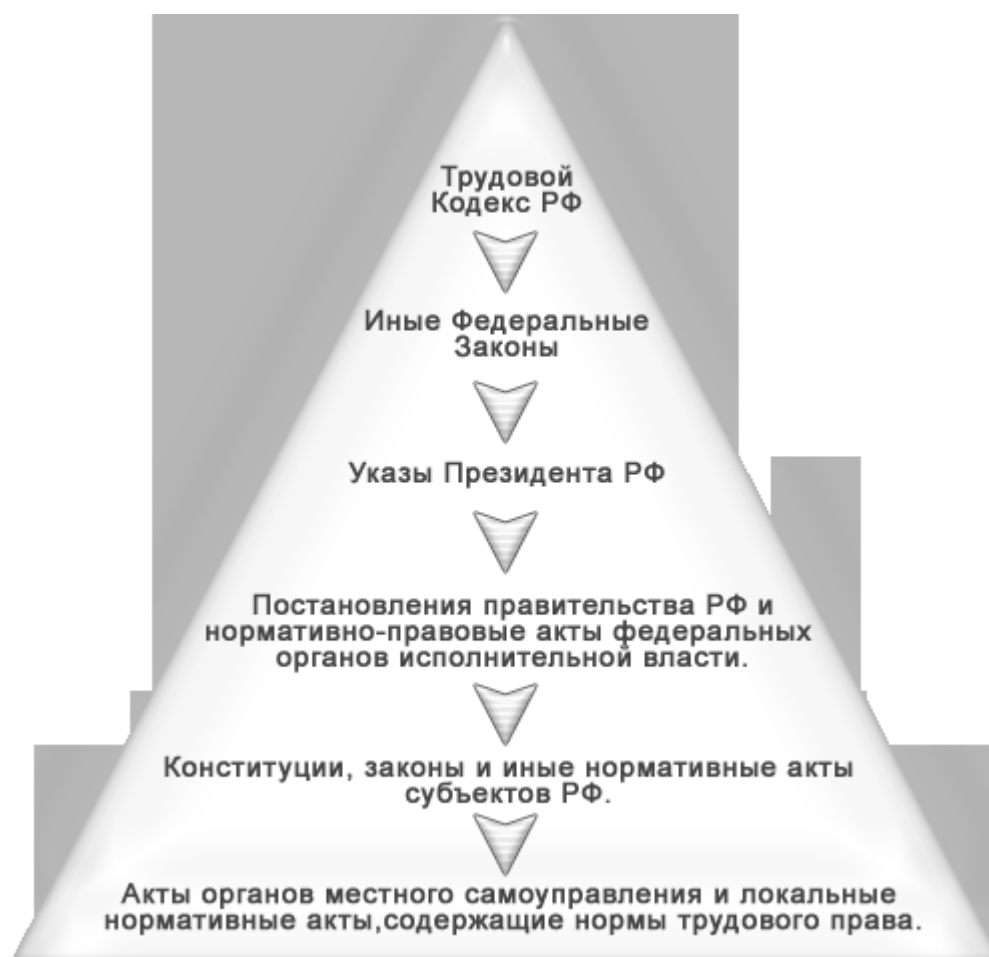 Трудовой
Кодекс РФ
Иные Федеральные
Законы
Указы Президента РФ
Постановления правительства РФ и
нормативно-правовые акты федеральных
органов исполнительной власти.
Конституции, законы и иные нормативные акты
субъектов РФ.
Акты органов местного самоуправления и локальные
нормативные акты,содержащие нормы трудового права.